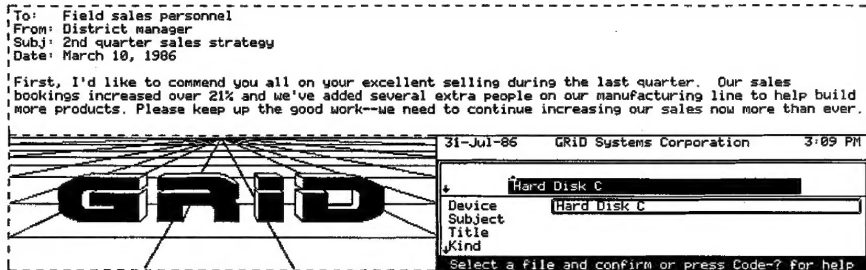 To: Field sales personnel
From: District manager
Subj: 2nd quarter sales strategy
Date: March 10, 1986
First, I'd like to commend you all on your excellent selling during the last quarter. Our sales
bookings increased over 21% and we've added several extra people on our manufacturing line to help build
more products. Please keep up the good work--we need to continue increasing our sales now more than ever.
31-Jul-86 GRiD Systems Corporation 3:09 PM
GRiD
Hard Disk C
Device Hard Disk C
Subject
Title
Kind
Select a file and confirm or press Code-? for help